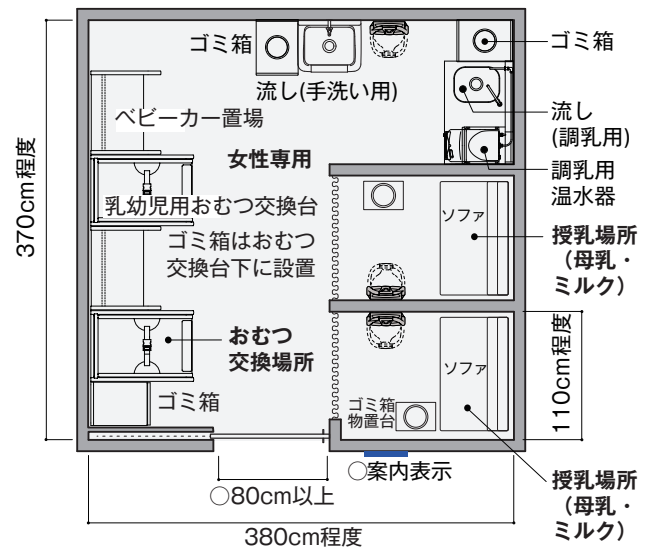 ゴミ箱
流し(手洗い用)
ゴミ箱
ベビーカー置場
流し
(調乳用)
女性専用
調乳用
温水器
370cm程度
乳幼児用おむつ交換台
ソファ
ゴミ箱はおむつ
交換台下に設置
授乳場所
(母乳・
ミルク)
おむつ
交換場所
ソファ
110cm程度
ゴミ箱
ゴミ箱
物置台
○案内表示
○80cm以上
授乳場所
(母乳・
ミルク)
380cm程度